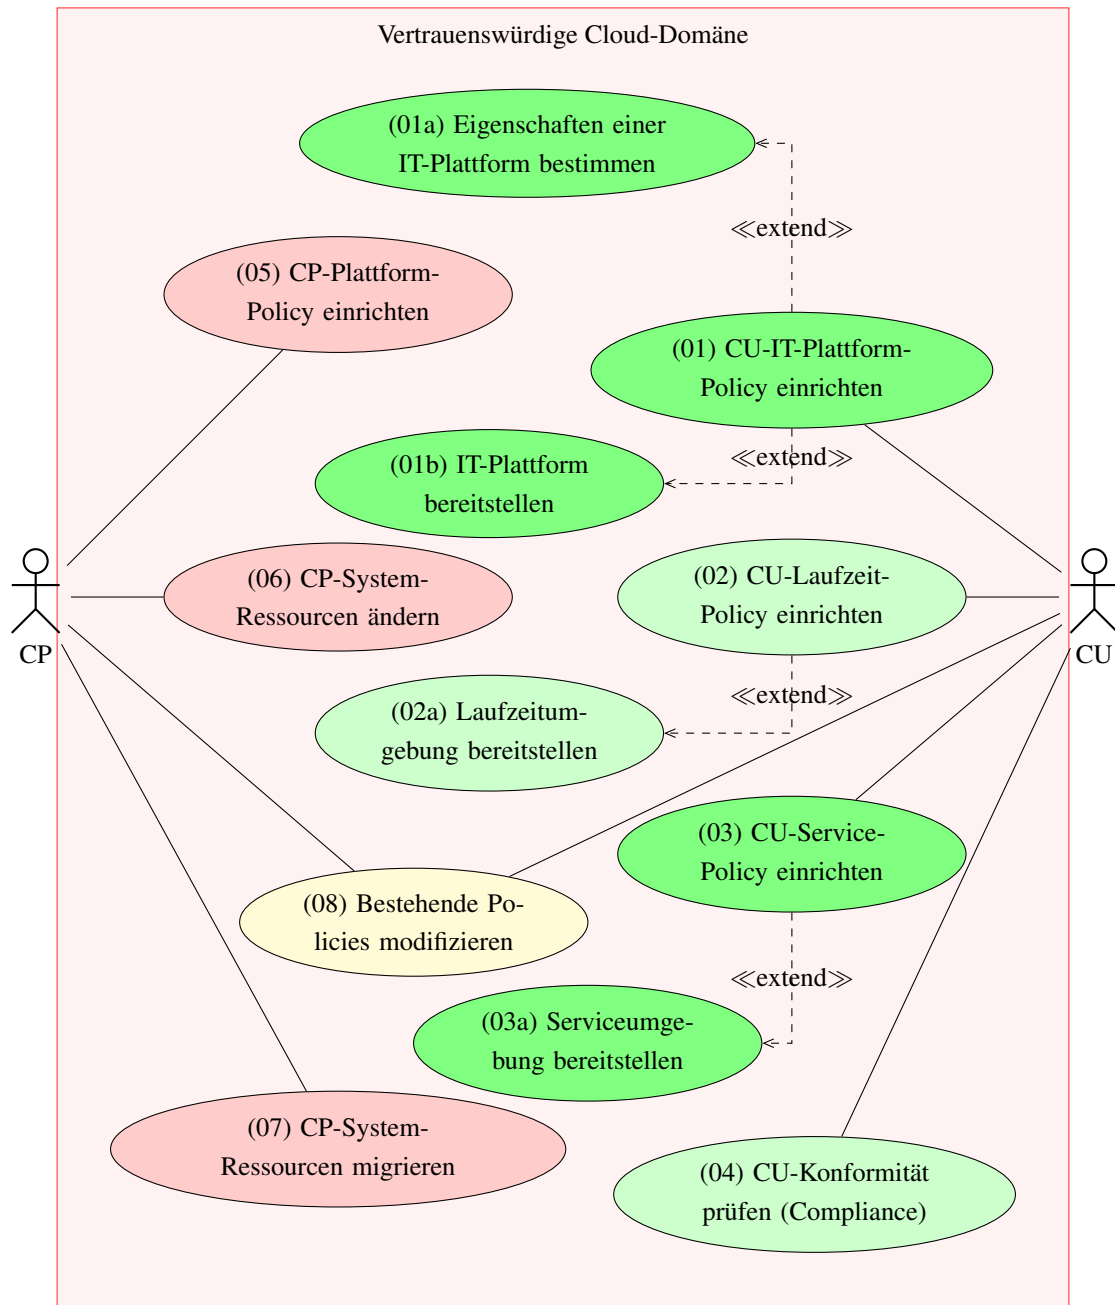 Vertrauenswürdige Cloud-Domäne
(01a) Eigenschaften einer
IT-Plattform bestimmen
≪extend≫
(05) CP-Plattform-
Policy einrichten
(01) CU-IT-Plattform-
Policy einrichten
≪extend≫
(01b) IT-Plattform
bereitstellen
(06) CP-System-
Ressourcen ändern
(02) CU-Laufzeit-
Policy einrichten
CP
CU
≪extend≫
(02a) Laufzeitum-
gebung bereitstellen
(03) CU-Service-
Policy einrichten
(08) Bestehende Po-
licies modifizieren
≪extend≫
(03a) Serviceumge-
bung bereitstellen
(07) CP-System-
Ressourcen migrieren
(04) CU-Konformität
prüfen (Compliance)